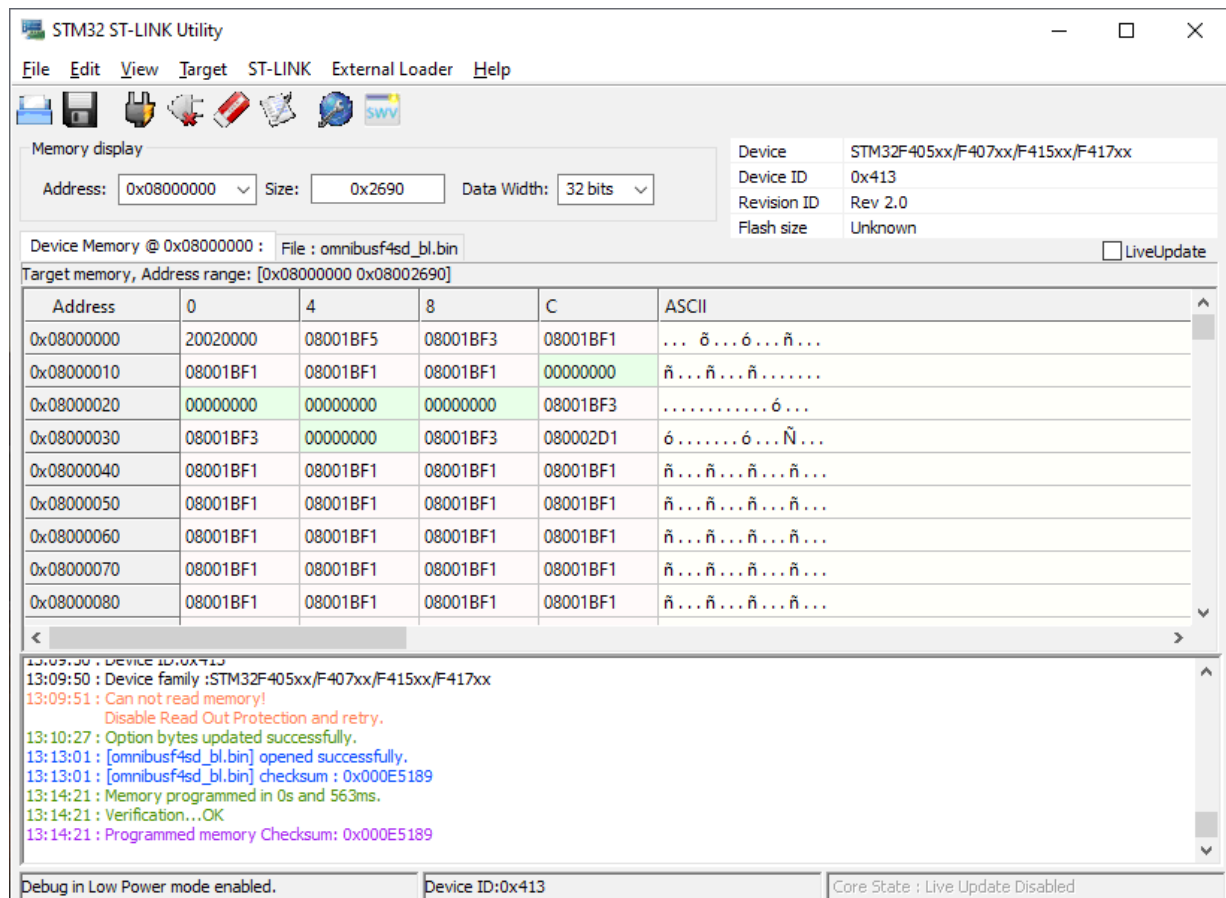 STM32 ST-LINK Utility
File Edit View Target ST-LINK External Loader Help
SWV
Memory display
Address: 0x08000000 Size: 0x2690 Data Width: 32 bits
Device STM32F405xx/F407xx/F415xx/F417xx
Device ID 0x413
Revision ID Rev 2.0
Flash size Unknown
LiveUpdate
Device Memory @ 0x08000000 : File : omnibusf4sd_bl.bin
Target memory, Address range: [0x08000000 0x08002690]
Address 0 4 8 C ASCII
0x08000000 20020000 08001BF5 08001BF3 08001BF1 ... õ...ó...ñ...
0x08000010 08001BF1 08001BF1 08001BF1 00000000 ñ...ñ...ñ.......
0x08000020 00000000 00000000 00000000 08001BF3 ............ó...
0x08000030 08001BF3 00000000 08001BF3 080002D1 ó.......ó...Ñ...
0x08000040 08001BF1 08001BF1 08001BF1 08001BF1 ñ...ñ...ñ...ñ...
0x08000050 08001BF1 08001BF1 08001BF1 08001BF1 ñ...ñ...ñ...ñ...
0x08000060 08001BF1 08001BF1 08001BF1 08001BF1 ñ...ñ...ñ...ñ...
0x08000070 08001BF1 08001BF1 08001BF1 08001BF1 ñ...ñ...ñ...ñ...
0x08000080 08001BF1 08001BF1 08001BF1 08001BF1 ñ...ñ...ñ...ñ...
13:09:50 : Device ID:0x413
13:09:50 : Device family :STM32F405xx/F407xx/F415xx/F417xx
13:09:51 : Can not read memory!
Disable Read Out Protection and retry.
13:10:27 : Option bytes updated successfully.
13:13:01 : [omnibusf4sd_bl.bin] opened successfully.
13:13:01 : [omnibusf4sd_bl.bin] checksum : 0x000E5189
13:14:21 : Memory programmed in 0s and 563ms.
13:14:21 : Verification...OK
13:14:21 : Programmed memory Checksum: 0x000E5189
Debug in Low Power mode enabled. Device ID:0x413 Core State : Live Update Disabled